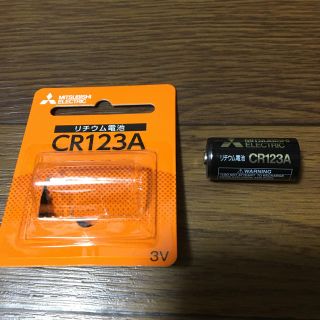 MITSUBISHI
ELECTRIC
リチウム電池
CR123A
3V
MITSUBISHI
ELECTRIC
リチウム電池 CR123A
⚠WARNING